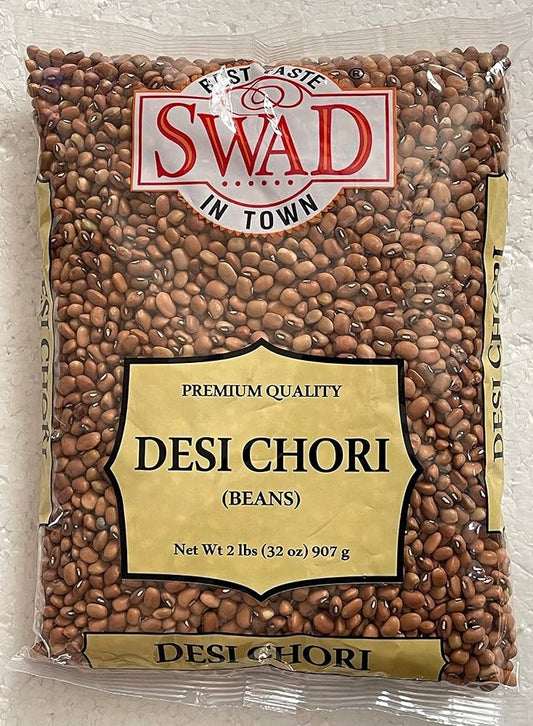 BEST TASTE ®
SWAD
IN TOWN
PREMIUM QUALITY
DESI CHORI
(BEANS)
Net Wt 2 lbs (32 oz) 907 g
DESI CHORI
DESI CHORI
DESI CHORI